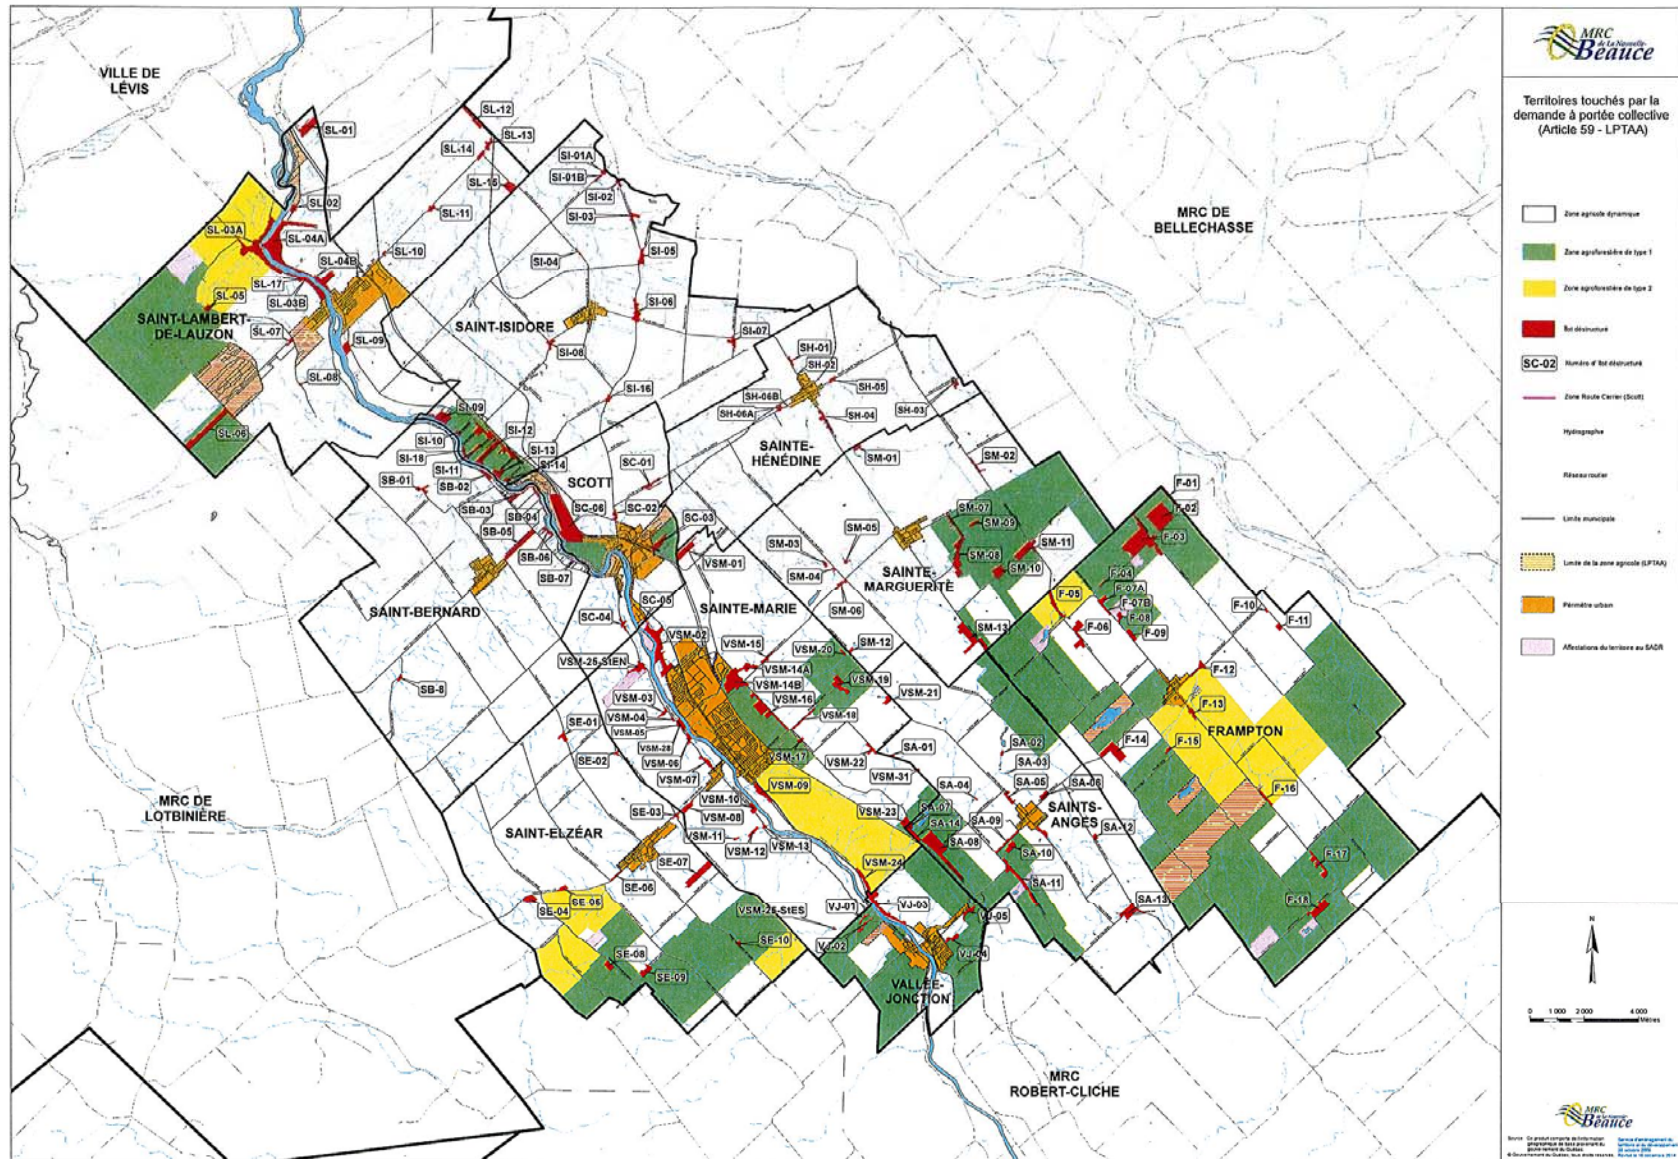 MRC
de La Nouvelle-
Beauce
Territoires touchés par la
demande à portée collective
(Article 59 - LPTAA)
Zone agricole dynamique
Zone agroforestière de type 1
Zone agroforestière de type 2
Îlot déstructuré
SC-02 Numéro d'îlot déstructuré
Zone Route Carrier (Scott)
Hydrographie
Réseau routier
Limite municipale
Limite de la zone agricole (LPTAA)
Périmètre urbain
Affectations du territoire au SADR
N
0 1 000 2 000 4 000
Mètres
MRC
Beauce
VILLE DE
LÉVIS
MRC DE
BELLECHASSE
MRC DE
LOTBINIÈRE
MRC
ROBERT-CLICHE
SAINT-LAMBERT-
DE-LAUZON
SAINT-ISIDORE
SAINTE-
HÉNÉDINE
SCOTT
SAINT-BERNARD
SAINTE-MARIE
SAINTE-
MARGUERITE
FRAMPTON
SAINTS-
ANGES
SAINT-ELZÉAR
VALLÉE-
JONCTION
SL-12
SL-01
SL-13
SL-14
SI-01A
SI-01B
SL-15
SI-02
SL-02
SL-11
SI-03
SL-03A
SL-04A
SL-10
SI-04
SI-05
SL-04B
SL-17
SL-03B
SL-05
SI-06
SL-07
SL-09
SI-08
SI-07
SL-08
SH-01
SH-02
SI-16
SH-05
SH-06B
SH-06A
SH-04
SH-03
SL-06
SI-09
SI-10
SI-12
SI-18
SI-13
SI-11
SI-14
SC-01
SM-01
SM-02
SB-01
SB-02
SB-03
SB-04
SC-06
SC-02
SC-03
SB-05
SB-06
SB-07
VSM-01
SM-03
SM-05
SM-04
SM-06
SM-07
SM-09
SM-08
SM-11
SM-10
F-01
F-02
F-03
F-04
F-07A
F-05
F-07B
F-08
F-06
F-09
F-10
F-11
SC-05
SC-04
VSM-02
VSM-15
VSM-20
SM-12
SM-13
VSM-25-StEN
VSM-14A
VSM-14B
VSM-19
VSM-16
VSM-21
F-12
F-13
SB-8
VSM-03
VSM-04
VSM-05
VSM-18
SE-01
VSM-28
SE-02
VSM-06
VSM-07
VSM-17
VSM-22
SA-01
VSM-31
SA-02
SA-03
F-14
F-15
VSM-09
VSM-10
SA-04
SA-05
SA-06
F-16
SE-03
VSM-08
VSM-11
VSM-12
VSM-13
VSM-23
SA-07
SA-14
SA-09
SA-08
SA-12
SA-10
F-17
SE-07
VSM-24
SA-11
SE-06
SE-05
SE-04
VSM-25-StES
VJ-01
VJ-03
VJ-05
SA-13
F-18
VJ-02
VJ-04
SE-10
SE-08
SE-09